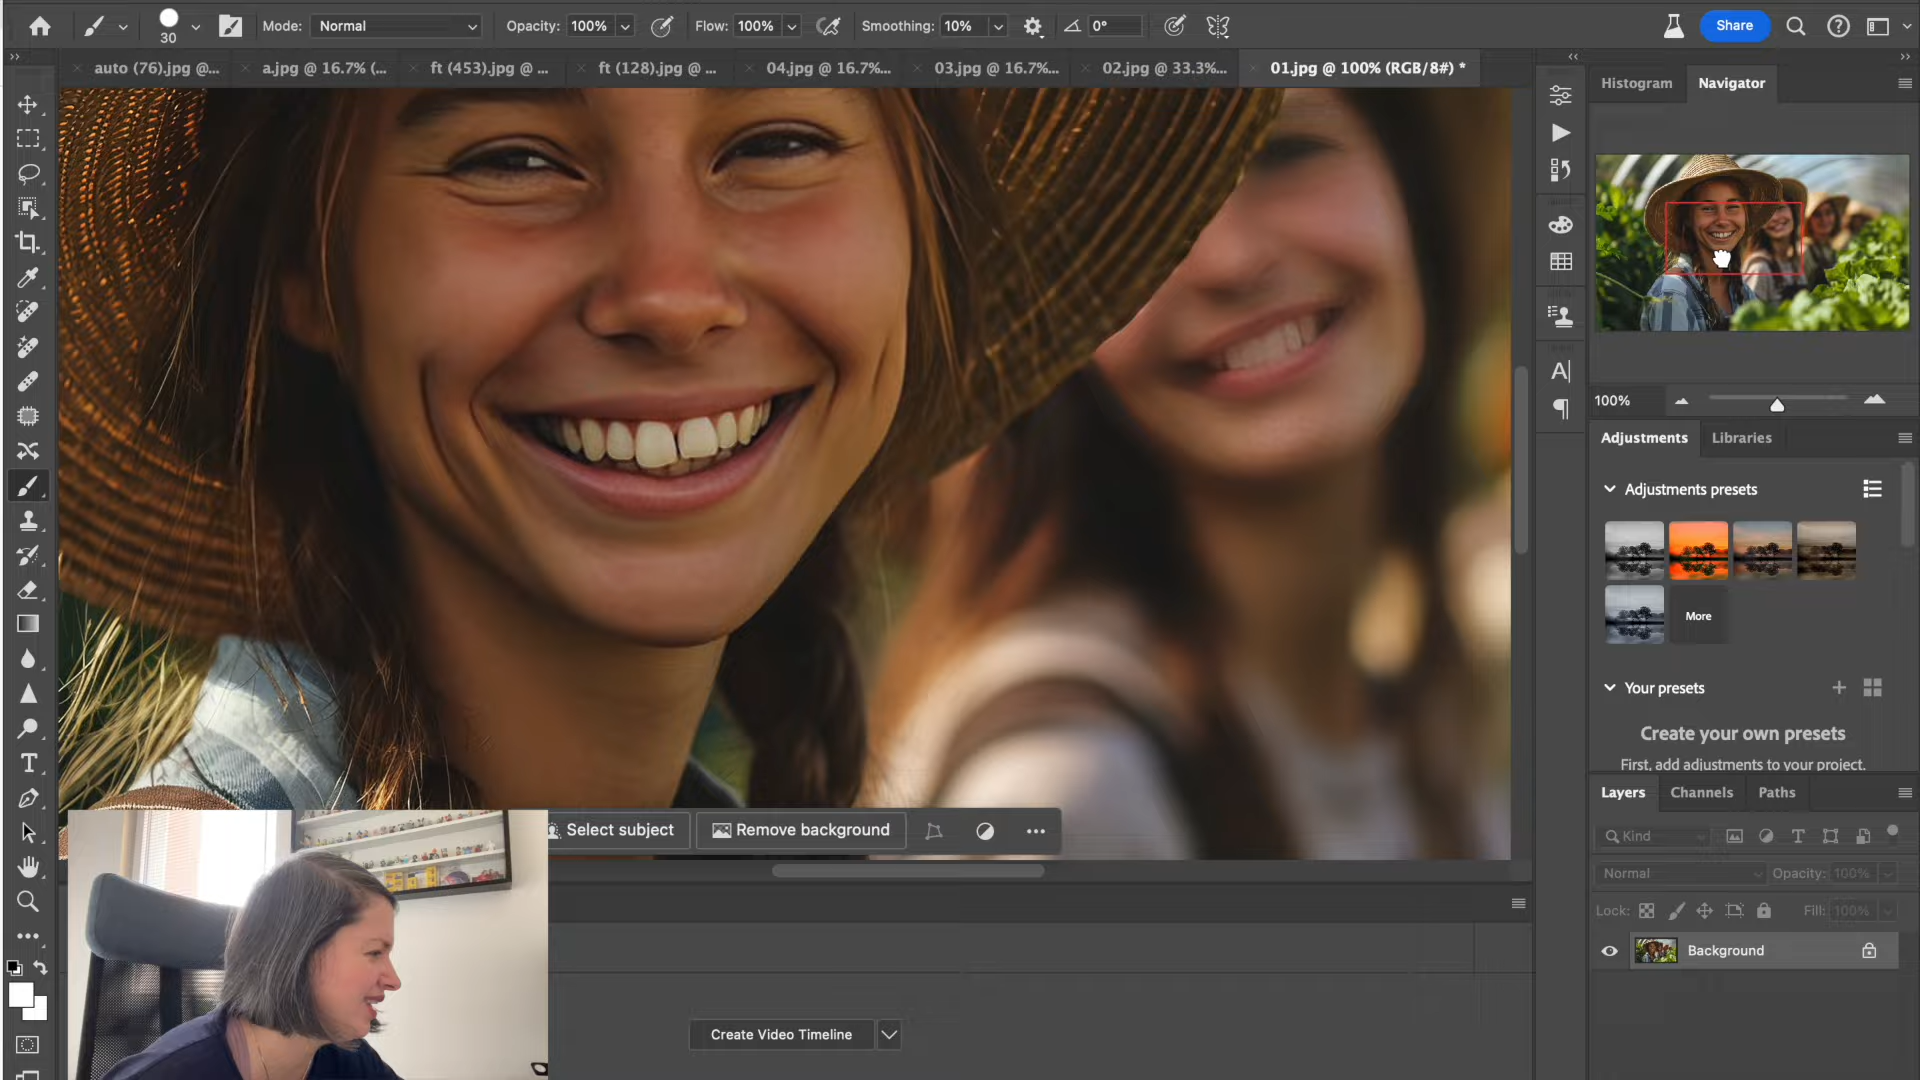 30
Mode: Normal
Opacity: 100%
Flow: 100%
Smoothing: 10%
0°
Share
auto (76).jpg @...
a.jpg @ 16.7% (...
ft (453).jpg @ ...
ft (128).jpg @ ...
04.jpg @ 16.7%...
03.jpg @ 16.7%...
02.jpg @ 33.3%...
01.jpg @ 100% (RGB/8#) *
Histogram
Navigator
100%
Adjustments
Libraries
Adjustments presets
More
Your presets
Create your own presets
First, add adjustments to your project.
Layers
Channels
Paths
Kind
Normal
Opacity: 100%
Lock:
Fill: 100%
Background
Select subject
Remove background
Create Video Timeline